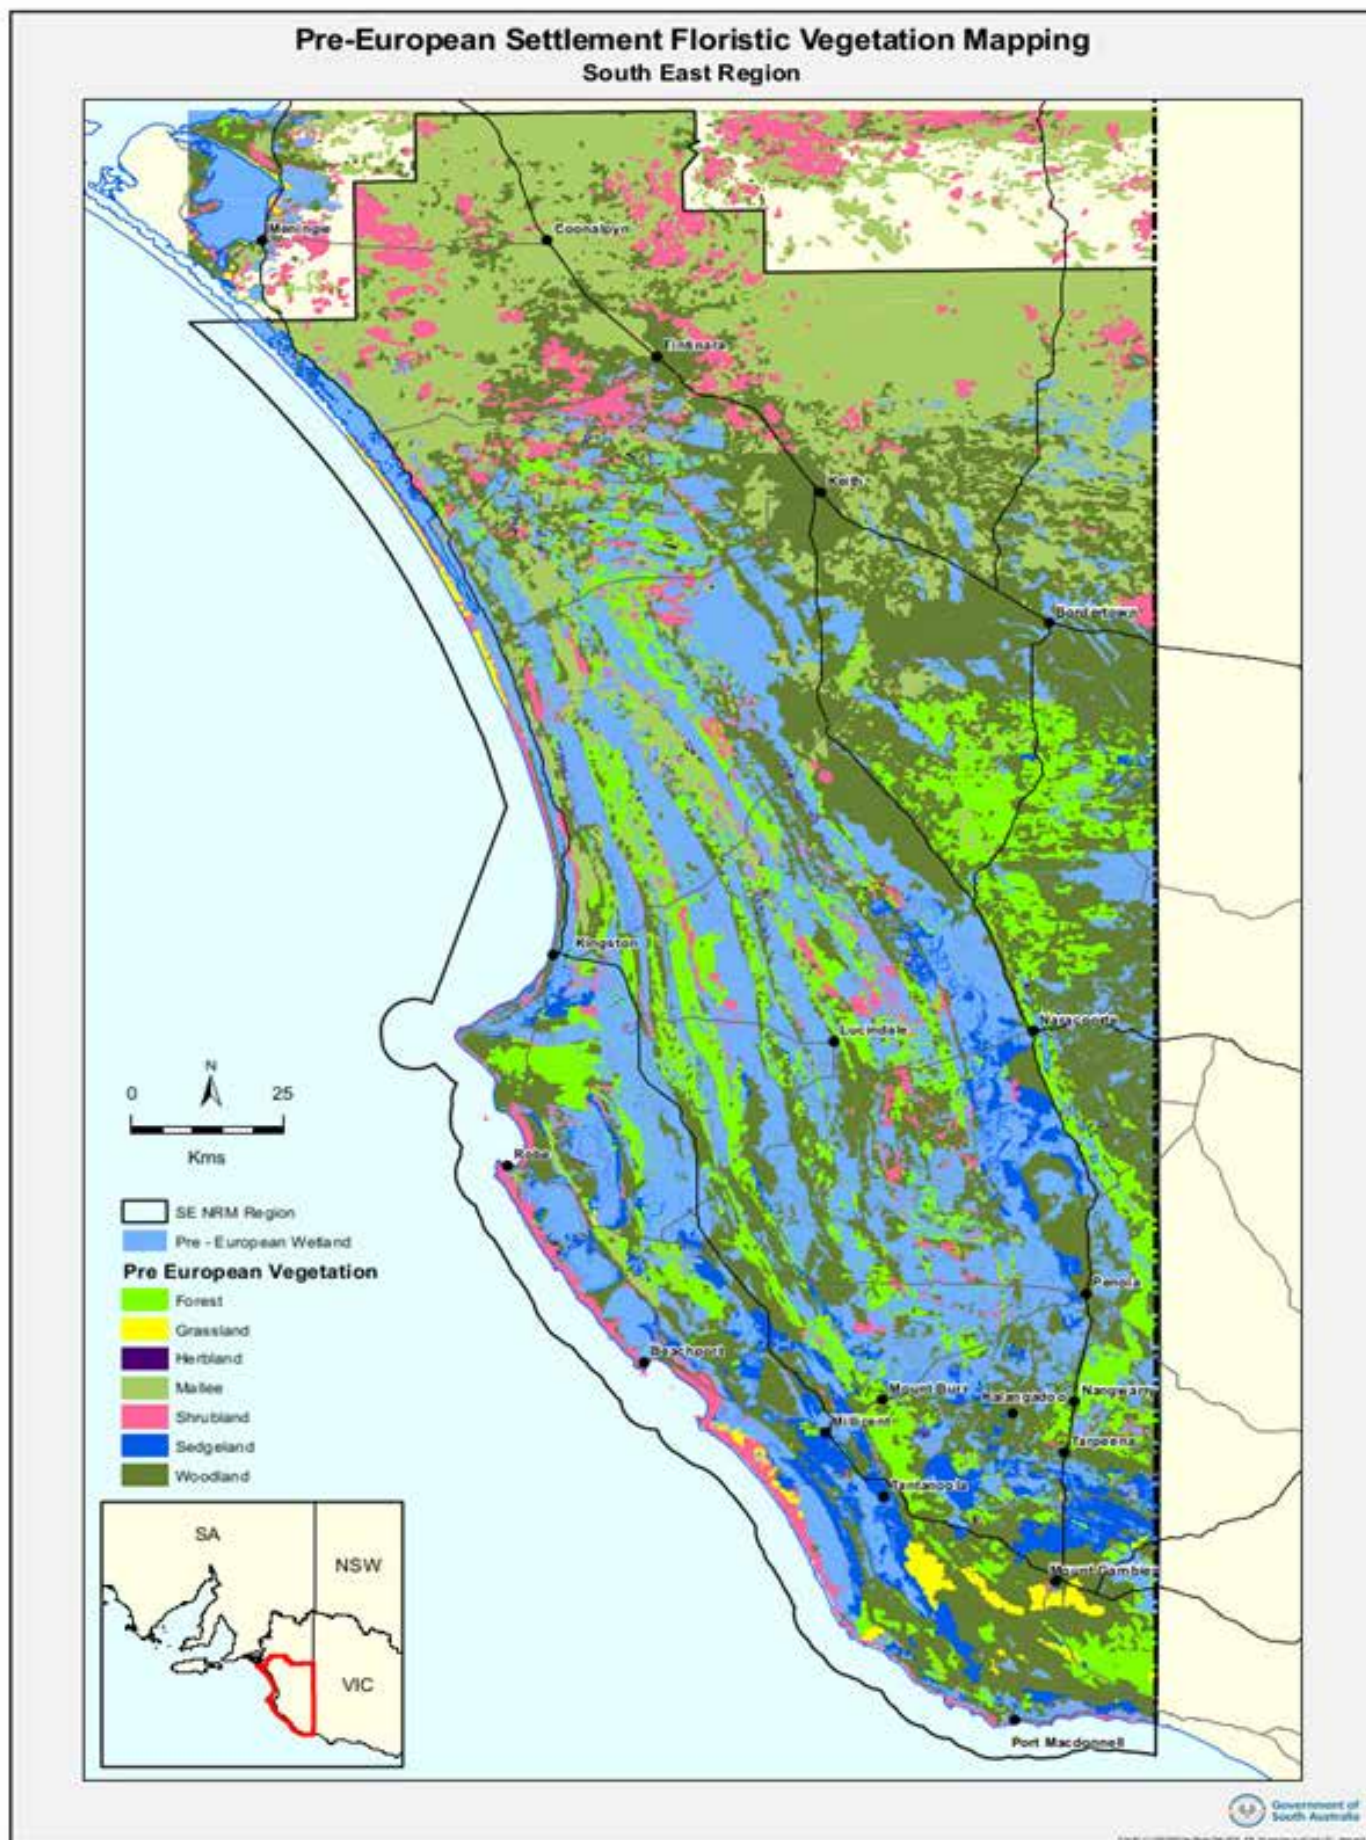 Pre-European Settlement Floristic Vegetation Mapping
South East Region
Meningie
Coonalpyn
Tintinara
Keith
Bordertown
Kingston
Lucindale
Naracoorte
Robe
Penola
Beachport
Mount Burr
Kalangadoo
Nangwarry
Millicent
Tarpeena
Tantanoola
Mount Gambier
Port Macdonnell
N
0 25
Kms
SE NRM Region
Pre - European Wetland
Pre European Vegetation
Forest
Grassland
Herbland
Mallee
Shrubland
Sedgeland
Woodland
SA
NSW
VIC
Government of
South Australia